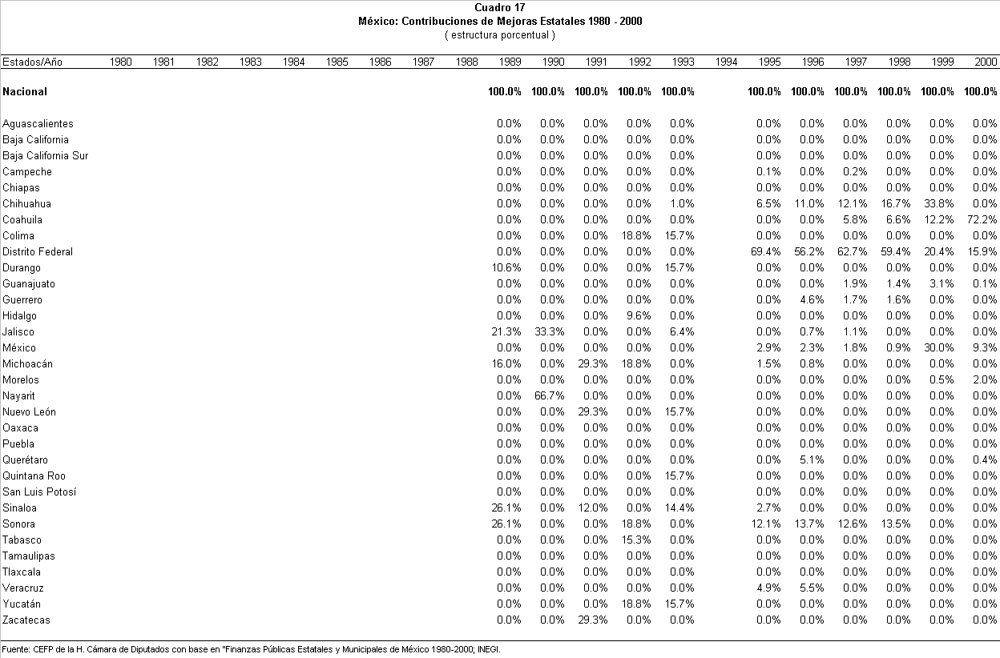 Cuadro 17
México: Contribuciones de Mejoras Estatales 1980 - 2000
( estructura porcentual )
Estados/Año 1980 1981 1982 1983 1984 1985 1986 1987 1988 1989 1990 1991 1992 1993 1994 1995 1996 1997 1998 1999 2000
Nacional 100.0% 100.0% 100.0% 100.0% 100.0% 100.0% 100.0% 100.0% 100.0% 100.0% 100.0%
Aguascalientes 0.0% 0.0% 0.0% 0.0% 0.0% 0.0% 0.0% 0.0% 0.0% 0.0% 0.0%
Baja California 0.0% 0.0% 0.0% 0.0% 0.0% 0.0% 0.0% 0.0% 0.0% 0.0% 0.0%
Baja California Sur 0.0% 0.0% 0.0% 0.0% 0.0% 0.0% 0.0% 0.0% 0.0% 0.0% 0.0%
Campeche 0.0% 0.0% 0.0% 0.0% 0.0% 0.1% 0.0% 0.2% 0.0% 0.0% 0.0%
Chiapas 0.0% 0.0% 0.0% 0.0% 0.0% 0.0% 0.0% 0.0% 0.0% 0.0% 0.0%
Chihuahua 0.0% 0.0% 0.0% 0.0% 1.0% 6.5% 11.0% 12.1% 16.7% 33.8% 0.0%
Coahuila 0.0% 0.0% 0.0% 0.0% 0.0% 0.0% 0.0% 5.8% 6.6% 12.2% 72.2%
Colima 0.0% 0.0% 0.0% 18.8% 15.7% 0.0% 0.0% 0.0% 0.0% 0.0% 0.0%
Distrito Federal 0.0% 0.0% 0.0% 0.0% 0.0% 69.4% 56.2% 62.7% 59.4% 20.4% 15.9%
Durango 10.6% 0.0% 0.0% 0.0% 15.7% 0.0% 0.0% 0.0% 0.0% 0.0% 0.0%
Guanajuato 0.0% 0.0% 0.0% 0.0% 0.0% 0.0% 0.0% 1.9% 1.4% 3.1% 0.1%
Guerrero 0.0% 0.0% 0.0% 0.0% 0.0% 0.0% 4.6% 1.7% 1.6% 0.0% 0.0%
Hidalgo 0.0% 0.0% 0.0% 9.6% 0.0% 0.0% 0.0% 0.0% 0.0% 0.0% 0.0%
Jalisco 21.3% 33.3% 0.0% 0.0% 6.4% 0.0% 0.7% 1.1% 0.0% 0.0% 0.0%
México 0.0% 0.0% 0.0% 0.0% 0.0% 2.9% 2.3% 1.8% 0.9% 30.0% 9.3%
Michoacán 16.0% 0.0% 29.3% 18.8% 0.0% 1.5% 0.8% 0.0% 0.0% 0.0% 0.0%
Morelos 0.0% 0.0% 0.0% 0.0% 0.0% 0.0% 0.0% 0.0% 0.0% 0.5% 2.0%
Nayarit 0.0% 66.7% 0.0% 0.0% 0.0% 0.0% 0.0% 0.0% 0.0% 0.0% 0.0%
Nuevo León 0.0% 0.0% 29.3% 0.0% 15.7% 0.0% 0.0% 0.0% 0.0% 0.0% 0.0%
Oaxaca 0.0% 0.0% 0.0% 0.0% 0.0% 0.0% 0.0% 0.0% 0.0% 0.0% 0.0%
Puebla 0.0% 0.0% 0.0% 0.0% 0.0% 0.0% 0.0% 0.0% 0.0% 0.0% 0.0%
Querétaro 0.0% 0.0% 0.0% 0.0% 0.0% 0.0% 5.1% 0.0% 0.0% 0.0% 0.4%
Quintana Roo 0.0% 0.0% 0.0% 0.0% 15.7% 0.0% 0.0% 0.0% 0.0% 0.0% 0.0%
San Luis Potosí 0.0% 0.0% 0.0% 0.0% 0.0% 0.0% 0.0% 0.0% 0.0% 0.0% 0.0%
Sinaloa 26.1% 0.0% 12.0% 0.0% 14.4% 2.7% 0.0% 0.0% 0.0% 0.0% 0.0%
Sonora 26.1% 0.0% 0.0% 18.8% 0.0% 12.1% 13.7% 12.6% 13.5% 0.0% 0.0%
Tabasco 0.0% 0.0% 0.0% 15.3% 0.0% 0.0% 0.0% 0.0% 0.0% 0.0% 0.0%
Tamaulipas 0.0% 0.0% 0.0% 0.0% 0.0% 0.0% 0.0% 0.0% 0.0% 0.0% 0.0%
Tlaxcala 0.0% 0.0% 0.0% 0.0% 0.0% 0.0% 0.0% 0.0% 0.0% 0.0% 0.0%
Veracruz 0.0% 0.0% 0.0% 0.0% 0.0% 4.9% 5.5% 0.0% 0.0% 0.0% 0.0%
Yucatán 0.0% 0.0% 0.0% 18.8% 15.7% 0.0% 0.0% 0.0% 0.0% 0.0% 0.0%
Zacatecas 0.0% 0.0% 29.3% 0.0% 0.0% 0.0% 0.0% 0.0% 0.0% 0.0% 0.0%
Fuente: CEFP de la H. Cámara de Diputados con base en "Finanzas Públicas Estatales y Municipales de México 1980-2000; INEGI.